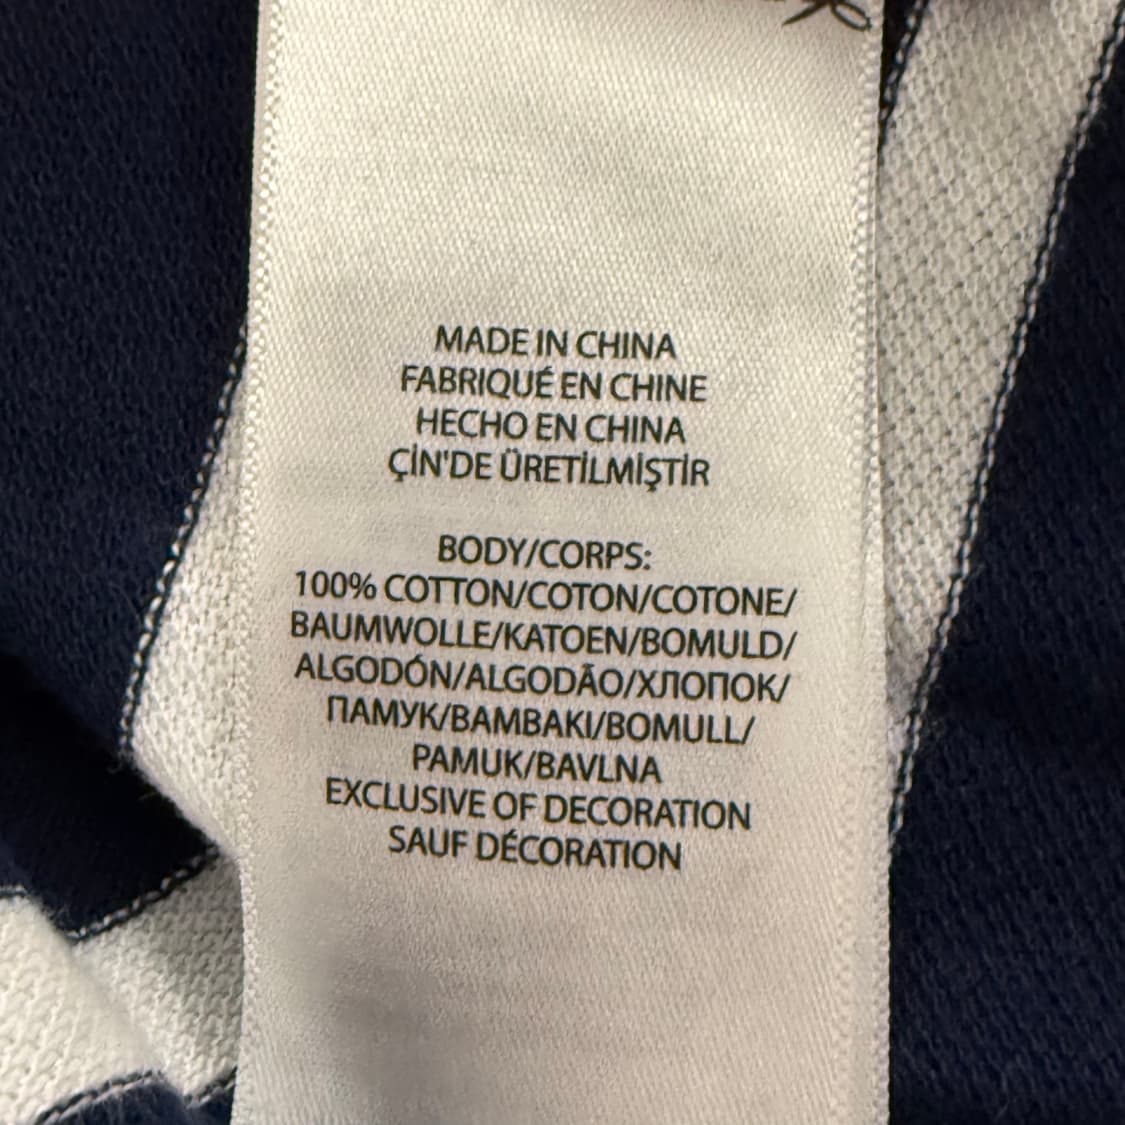 MADE IN CHINA
FABRIQUÉ EN CHINE
HECHO EN CHINA
ÇİN'DE ÜRETİLMİŞTİR
BODY/CORPS:
100% COTTON/COTON/COTONE/
BAUMWOLLE/KATOEN/BOMULD/
ALGODÓN/ALGODÃO/ХЛОПОК/
ПАМУК/ΒΑΜΒΑΚΙ/BOMULL/
PAMUK/BAVLNA
EXCLUSIVE OF DECORATION
SAUF DÉCORATION